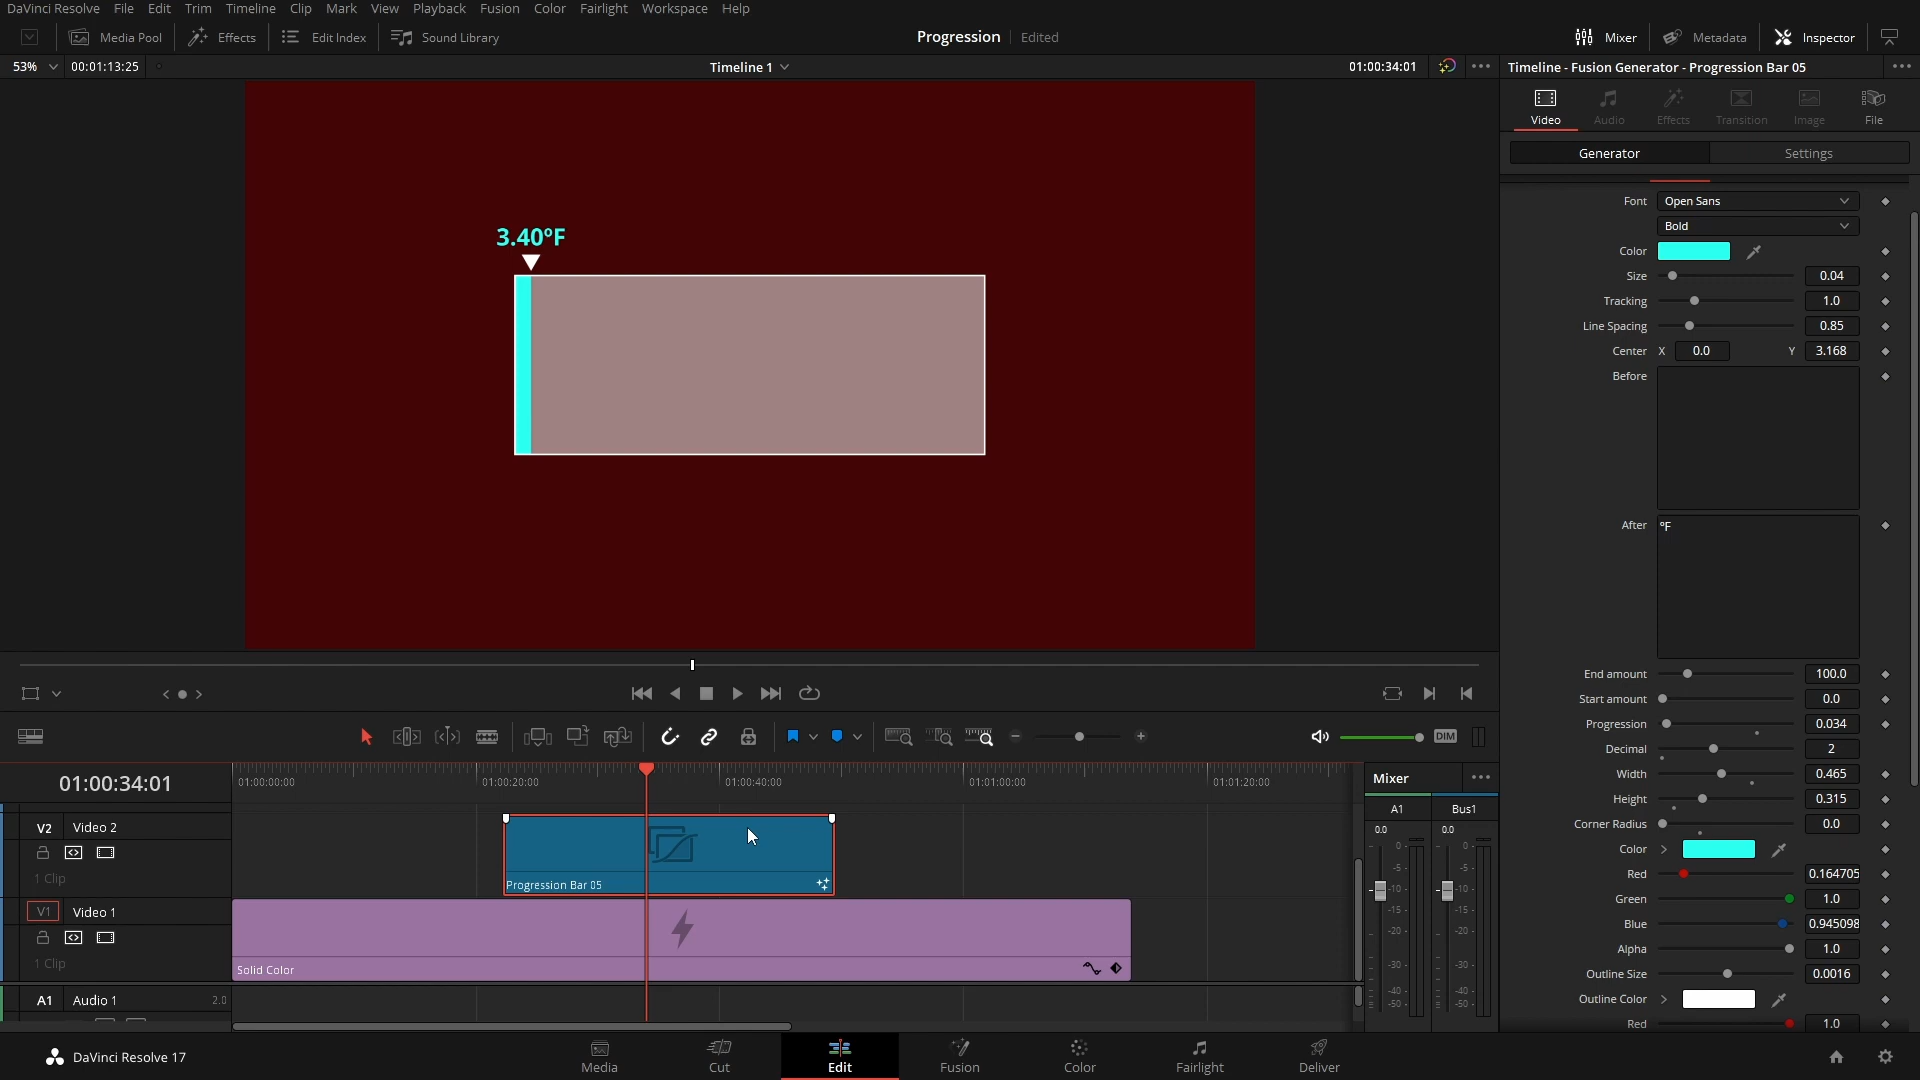 DaVinci Resolve File Edit Trim Timeline Clip Mark View Playback Fusion Color Fairlight Workspace Help
Media Pool Effects Edit Index Sound Library Progression Edited Mixer Metadata Inspector
53% 00:01:13:25 Timeline 1 01:00:34:01 Timeline - Fusion Generator - Progression Bar 05
Video Audio Effects Transition Image File
Generator Settings
Font Open Sans
Bold
Color
Size 0.04
Tracking 1.0
Line Spacing 0.85
Center X 0.0 Y 3.168
Before
After ºF
End amount 100.0
Start amount 0.0
Progression 0.034
Decimal 2
Width 0.465
Height 0.315
Corner Radius 0.0
Color
Red 0.164705
Green 1.0
Blue 0.945098
Alpha 1.0
Outline Size 0.0016
Outline Color
Red 1.0
3.40ºF
DIM
01:00:34:01
01:00:00:00 01:00:20:00 01:00:40:00 01:01:00:00 01:01:20:00
V2 Video 2
1 Clip
Progression Bar 05
V1 Video 1
1 Clip
Solid Color
A1 Audio 1 2.0
Mixer
A1 Bus1
0.0 0.0
0 0
-5 -5
-10 -10
-15 -15
-20 -20
-30 -30
-40 -40
-50 -50
DaVinci Resolve 17
Media Cut Edit Fusion Color Fairlight Deliver